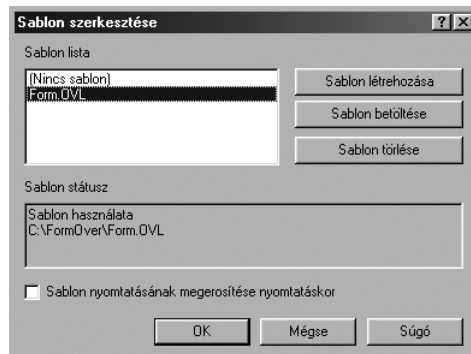 Sablon szerkesztése
Sablon lista
(Nincs sablon)
Form.OVL
Sablon létrehozása
Sablon betöltése
Sablon törlése
Sablon státusz
Sablon használata
C:\FormOver\Form.OVL
Sablon nyomtatásának megerosítése nyomtatáskor
OK
Mégse
Súgó